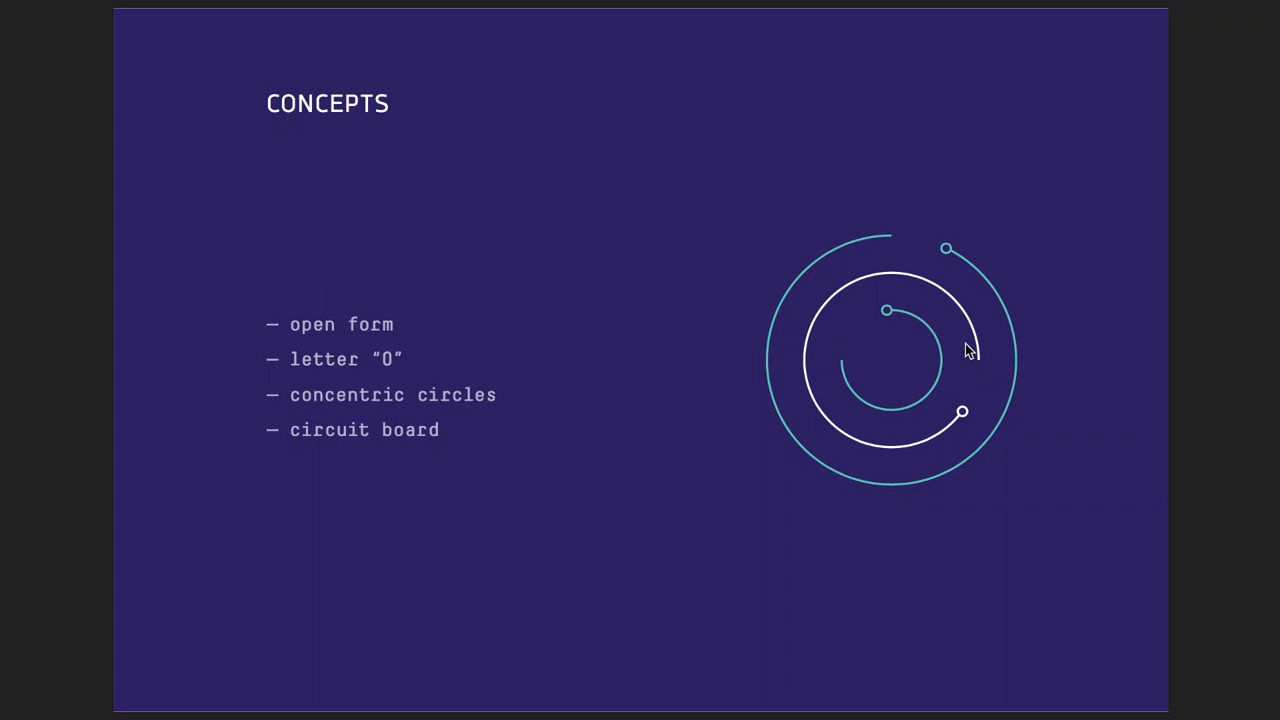 CONCEPTS
— open form
— letter “O”
— concentric circles
— circuit board